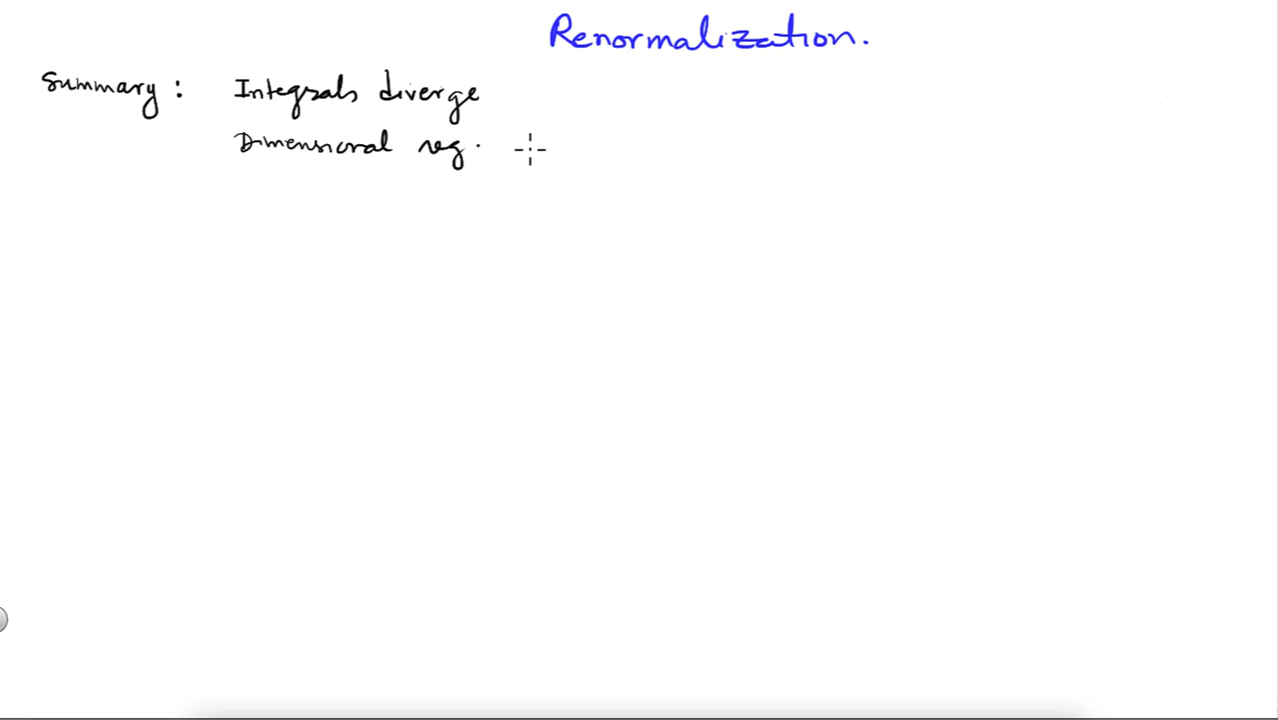 Renormalization.
Summary : Integrals diverge
Dimensional reg.